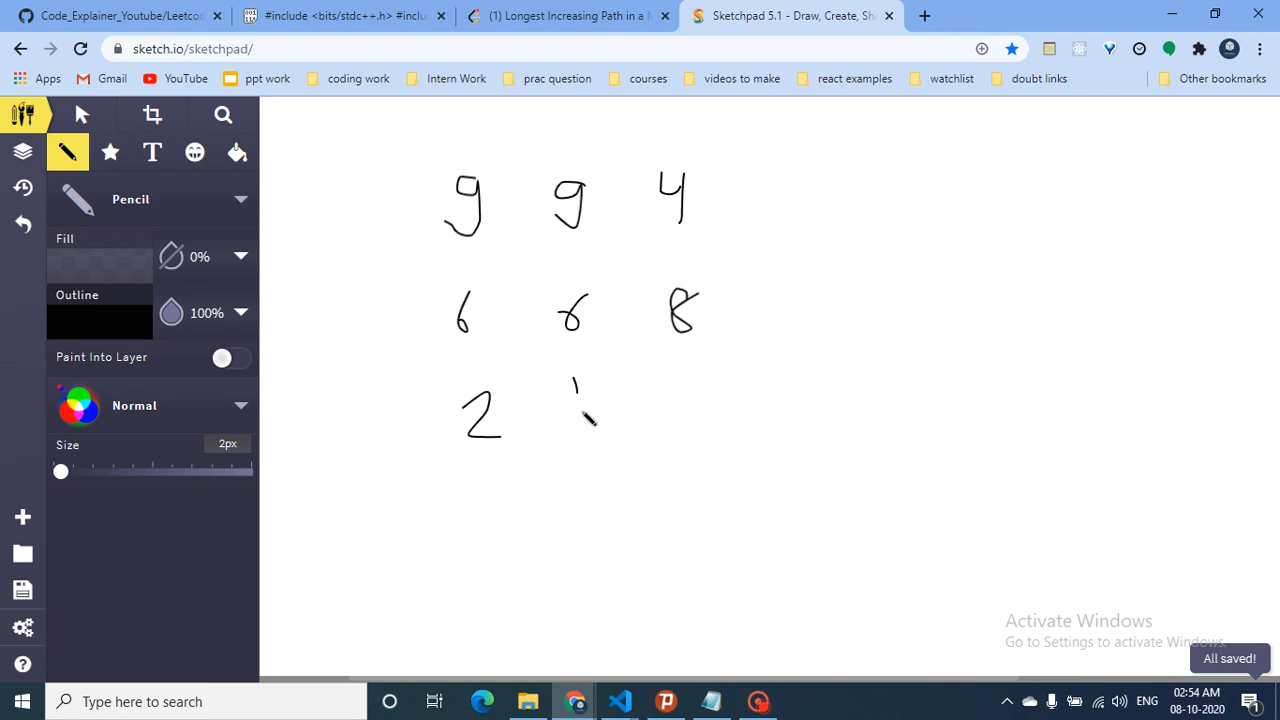 Code_Explainer_Youtube/Leetcod
#include <bits/stdc++.h> #includ
(1) Longest Increasing Path in a M
Sketchpad 5.1 - Draw, Create, Sha
sketch.io/sketchpad/
Apps Gmail YouTube ppt work coding work Intern Work prac question courses videos to make react examples watchlist doubt links Other bookmarks
Pencil
Fill
0%
Outline
100%
Paint Into Layer
Normal
Size
2px
9 9 4
6 6 8
2
Activate Windows
Go to Settings to activate Windows.
All saved!
Type here to search
ENG
02:54 AM
08-10-2020
1